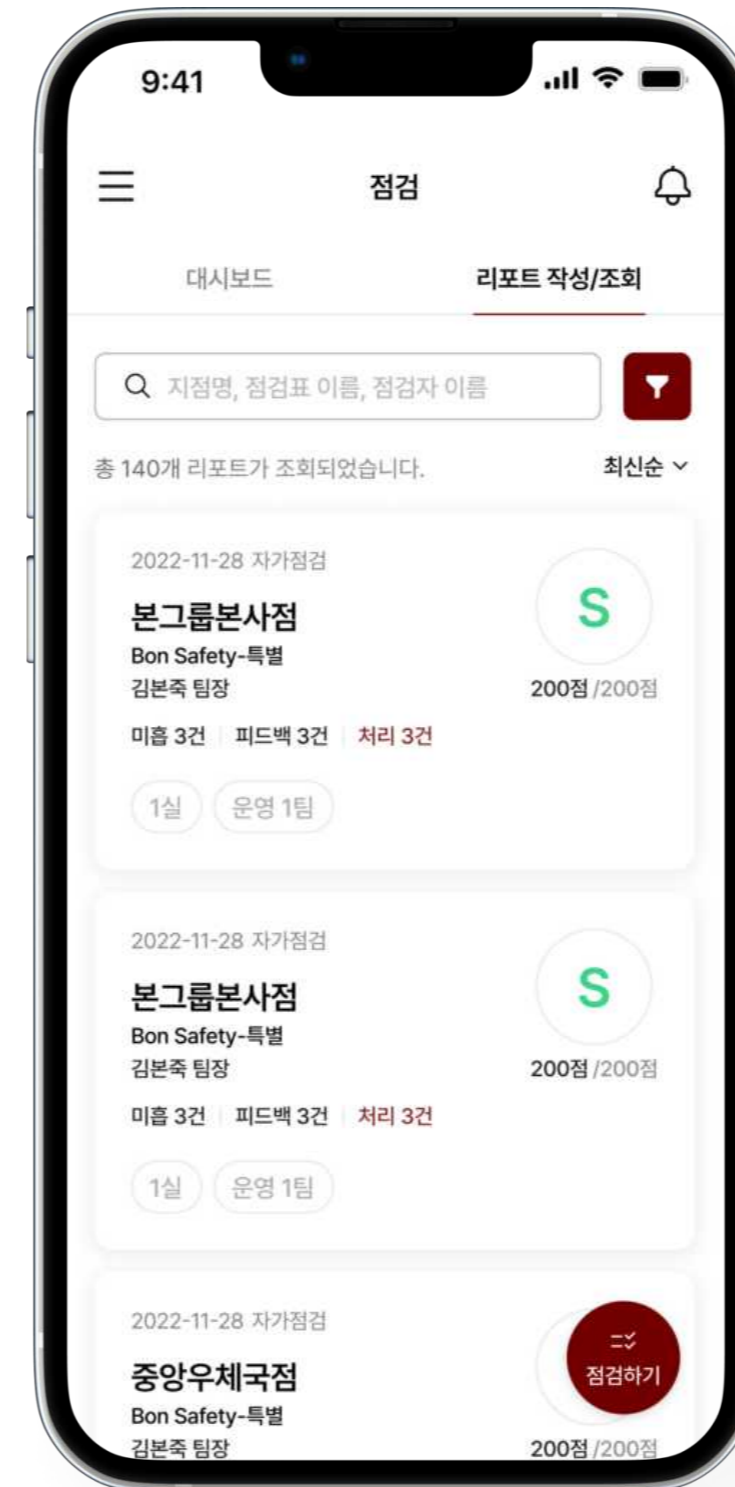 9:41
점검
대시보드
리포트 작성/조회
지점명, 점검표 이름, 점검자 이름
총 140개 리포트가 조회되었습니다.
최신순
2022-11-28 자가점검
본그룹본사점
Bon Safety-특별
김본죽 팀장
미흡 3건 피드백 3건 처리 3건
1실 운영 1팀
S
200점 /200점
2022-11-28 자가점검
본그룹본사점
Bon Safety-특별
김본죽 팀장
미흡 3건 피드백 3건 처리 3건
1실 운영 1팀
S
200점 /200점
2022-11-28 자가점검
중앙우체국점
Bon Safety-특별
김본죽 팀장
200점 /200점
점검하기